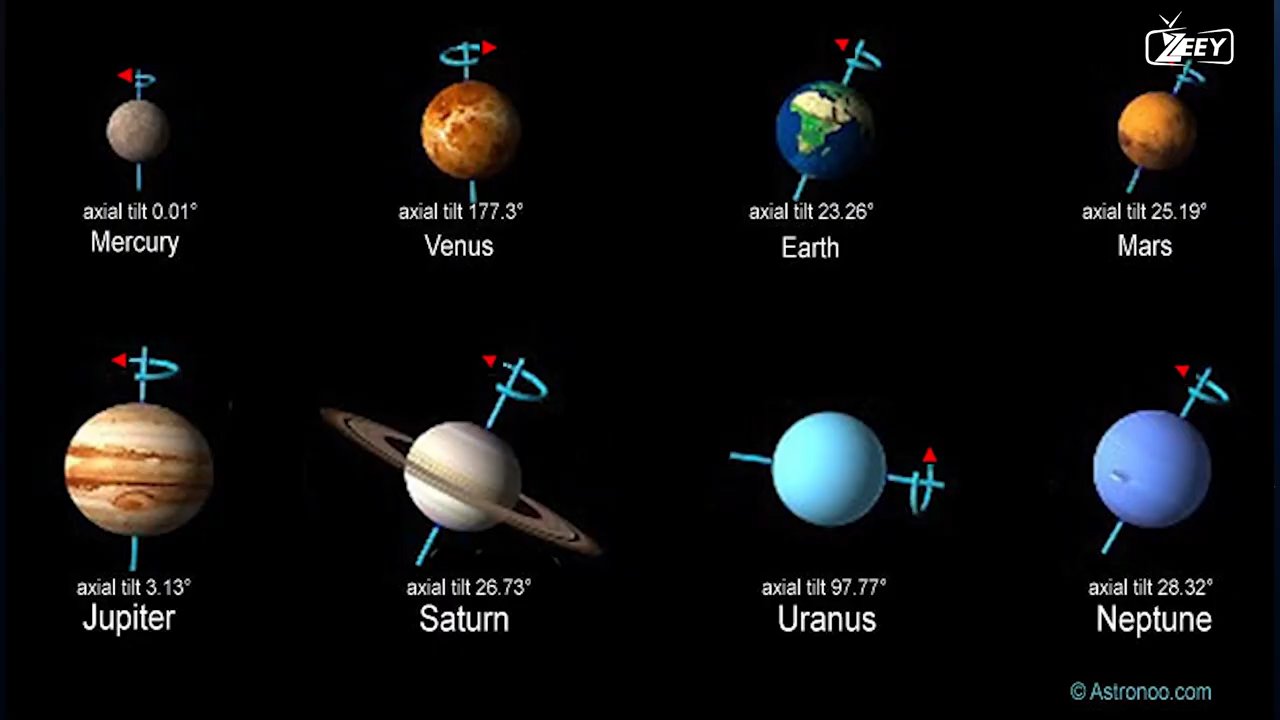 ZEEY
axial tilt 0.01°
Mercury
axial tilt 177.3°
Venus
axial tilt 23.26°
Earth
axial tilt 25.19°
Mars
axial tilt 3.13°
Jupiter
axial tilt 26.73°
Saturn
axial tilt 97.77°
Uranus
axial tilt 28.32°
Neptune
© Astronoo.com